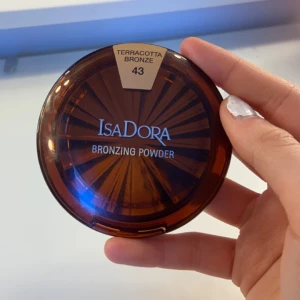 TERRACOTTA
BRONZE
43
ISADORA
BRONZING POWDER